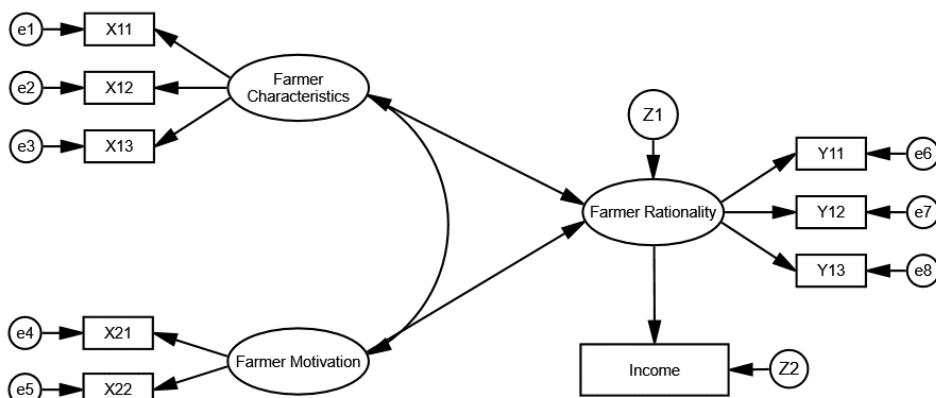 e1
X11
e2
X12
e3
X13
Farmer
Characteristics
Z1
Farmer Rationality
Y11
e6
Y12
e7
Y13
e8
e4
X21
e5
X22
Farmer Motivation
Income
Z2